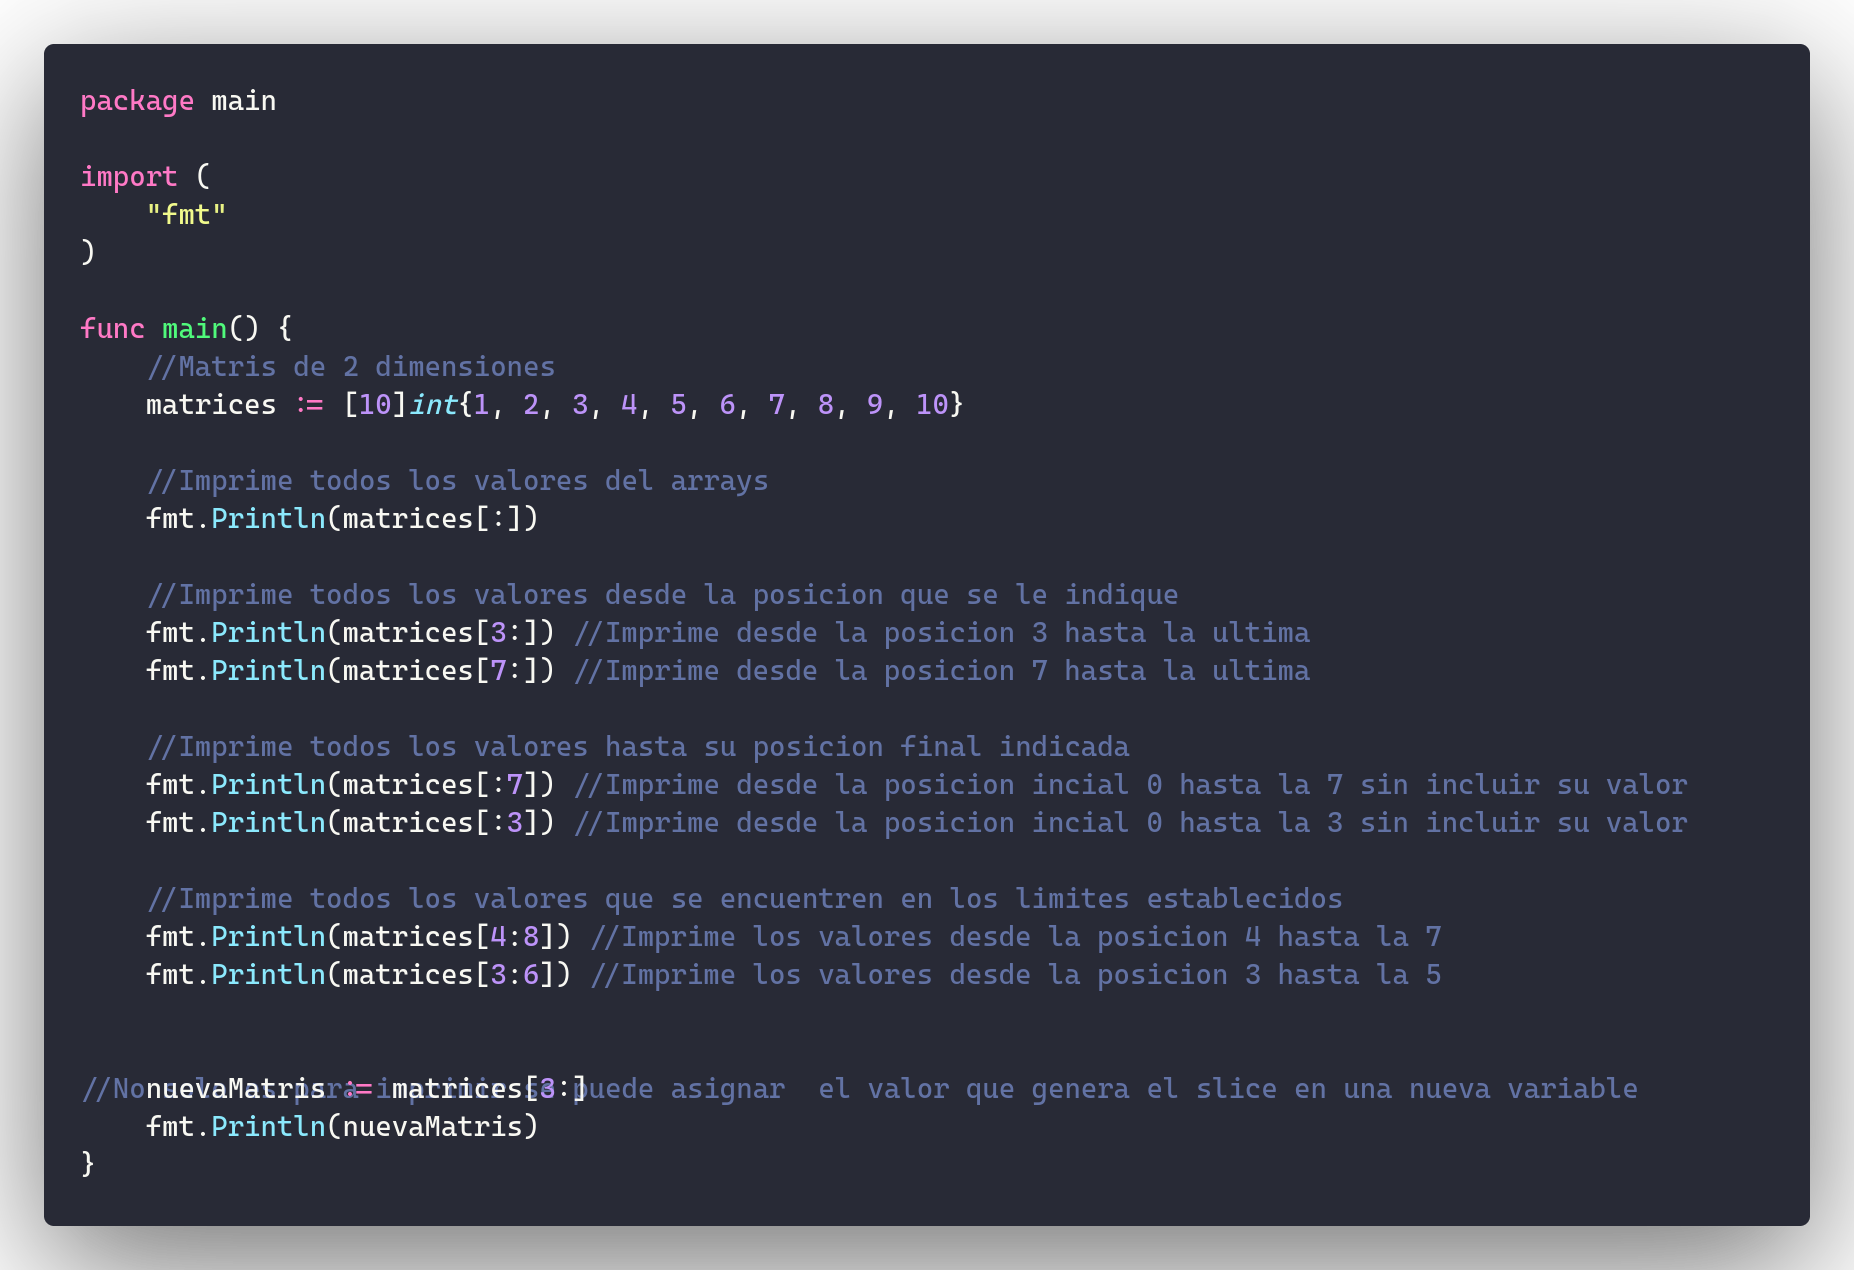 package main
import (
"fmt"
)
func main() {
//Matris de 2 dimensiones
matrices := [10]int{1, 2, 3, 4, 5, 6, 7, 8, 9, 10}
//Imprime todos los valores del arrays
fmt.Println(matrices[:])
//Imprime todos los valores desde la posicion que se le indique
fmt.Println(matrices[3:]) //Imprime desde la posicion 3 hasta la ultima
fmt.Println(matrices[7:]) //Imprime desde la posicion 7 hasta la ultima
//Imprime todos los valores hasta su posicion final indicada
fmt.Println(matrices[:7]) //Imprime desde la posicion incial 0 hasta la 7 sin incluir su valor
fmt.Println(matrices[:3]) //Imprime desde la posicion incial 0 hasta la 3 sin incluir su valor
//Imprime todos los valores que se encuentren en los limites establecidos
fmt.Println(matrices[4:8]) //Imprime los valores desde la posicion 4 hasta la 7
fmt.Println(matrices[3:6]) //Imprime los valores desde la posicion 3 hasta la 5
//No para se puede asignar  el valor que genera el slice en una nueva variable
nuevaMatris := matrices[3:]
fmt.Println(nuevaMatris)
}